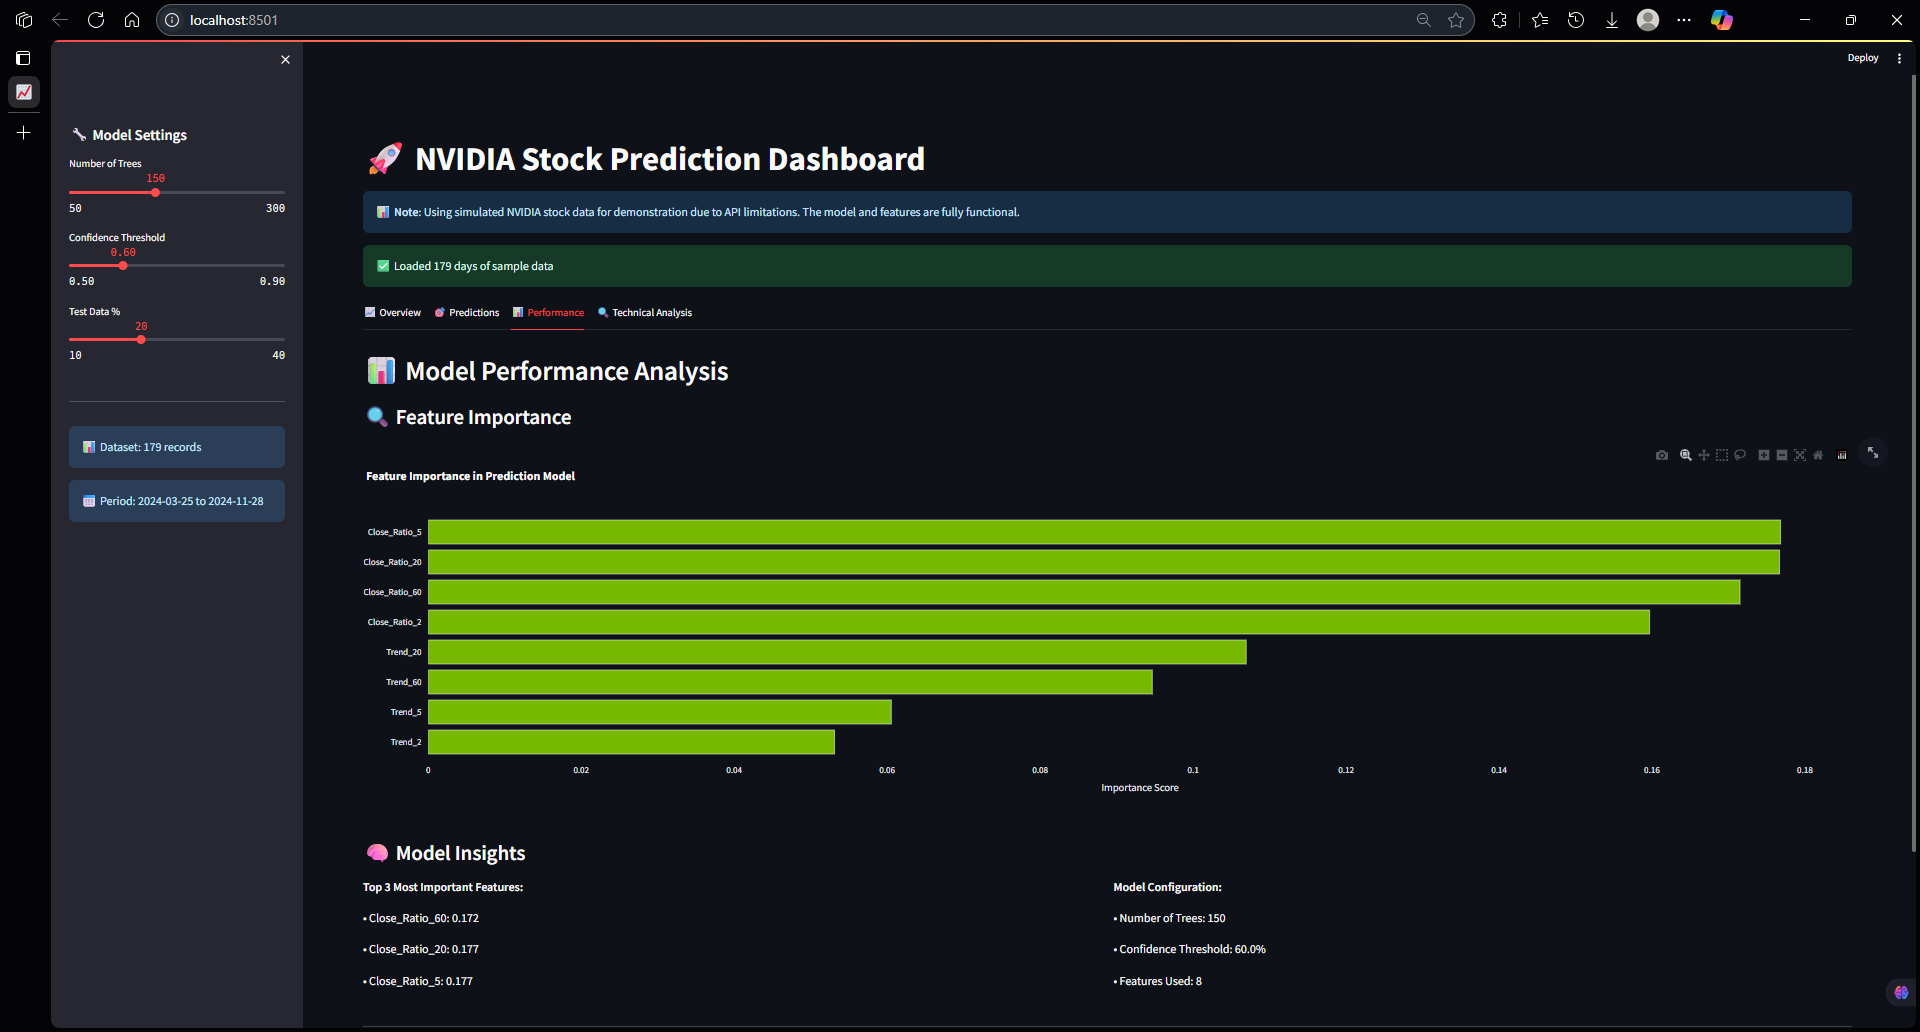 localhost:8501
Deploy
Model Settings
Number of Trees
150
50 300
Confidence Threshold
0.60
0.50 0.90
Test Data %
20
10 40
Dataset: 179 records
Period: 2024-03-25 to 2024-11-28
NVIDIA Stock Prediction Dashboard
Note: Using simulated NVIDIA stock data for demonstration due to API limitations. The model and features are fully functional.
Loaded 179 days of sample data
Overview Predictions Performance Technical Analysis
Model Performance Analysis
Feature Importance
Feature Importance in Prediction Model
Close_Ratio_5
Close_Ratio_20
Close_Ratio_60
Close_Ratio_2
Trend_20
Trend_60
Trend_5
Trend_2
0 0.02 0.04 0.06 0.08 0.1 0.12 0.14 0.16 0.18
Importance Score
Model Insights
Top 3 Most Important Features:
• Close_Ratio_60: 0.172
• Close_Ratio_20: 0.177
• Close_Ratio_5: 0.177
Model Configuration:
• Number of Trees: 150
• Confidence Threshold: 60.0%
• Features Used: 8